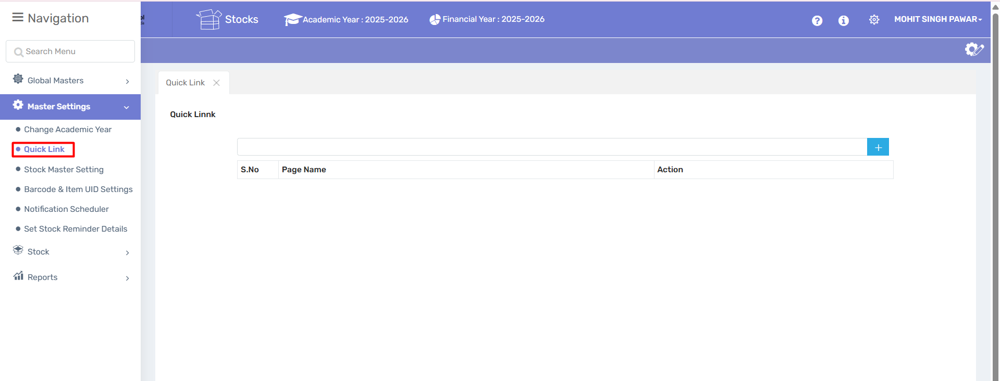 Navigation
Stocks
Academic Year : 2025-2026
Financial Year : 2025-2026
MOHIT SINGH PAWAR
Search Menu
Global Masters
Master Settings
Change Academic Year
Quick Link
Stock Master Setting
Barcode & Item UID Settings
Notification Scheduler
Set Stock Reminder Details
Stock
Reports
Quick Link
Quick Linnk
S.No Page Name Action